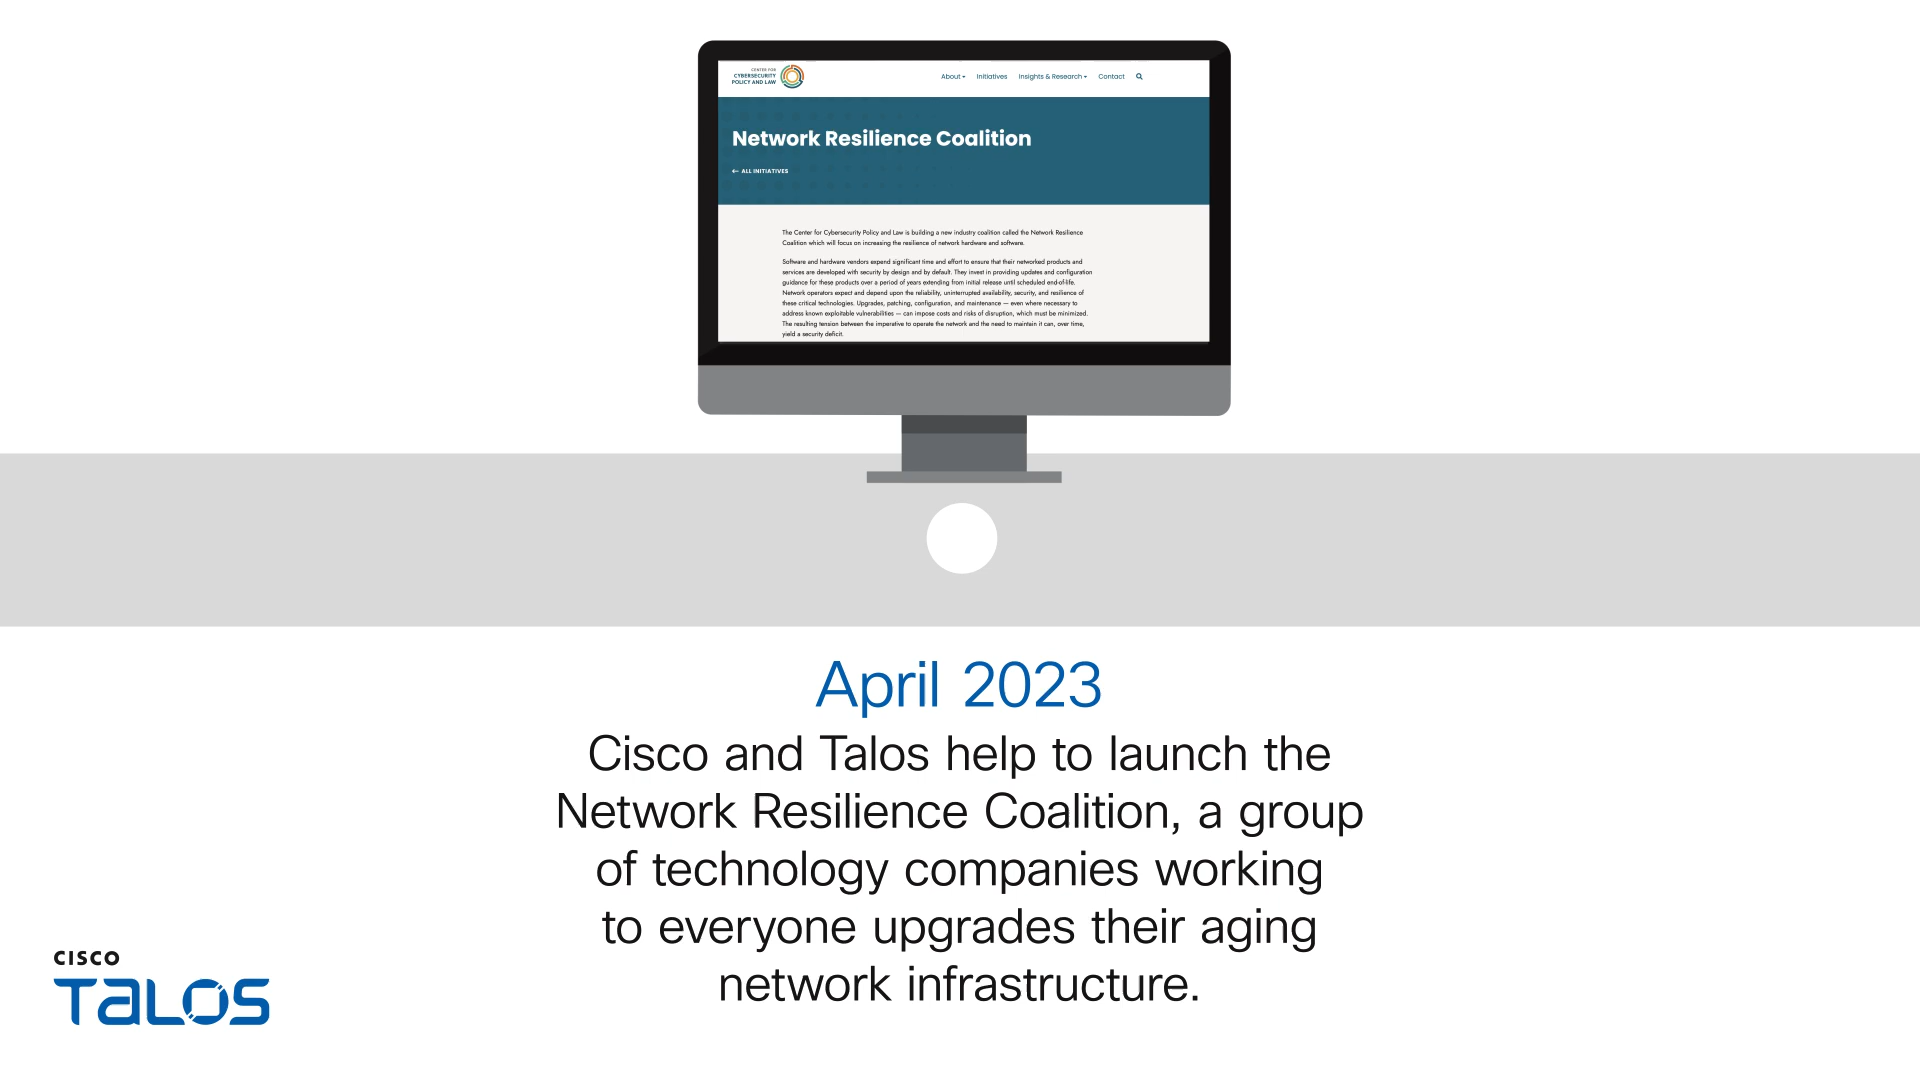 CENTER FOR
CYBERSECURITY
POLICY AND LAW
About Initiatives Insights & Research Contact
Network Resilience Coalition
← ALL INITIATIVES
The Center for Cybersecurity Policy and Law is building a new industry coalition called the Network Resilience
Coalition which will focus on increasing the resilience of network hardware and software.
Software and hardware vendors expend significant time and effort to ensure that their networked products and
services are developed with security by design and by default. They invest in providing updates and configuration
guidance for these products over a period of years extending from initial release until scheduled end-of-life.
Network operators expect and depend upon the reliability, uninterrupted availability, security, and resilience of
these critical technologies. Upgrades, patching, configuration, and maintenance — even where necessary to
address known exploitable vulnerabilities — can impose costs and risks of disruption, which must be minimized.
The resulting tension between the imperative to operate the network and the need to maintain it can, over time,
yield a security deficit.
April 2023
Cisco and Talos help to launch the
Network Resilience Coalition, a group
of technology companies working
to everyone upgrades their aging
network infrastructure.
CISCO
TALOS